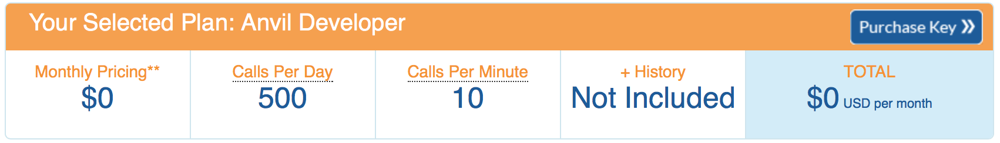 Your Selected Plan: Anvil Developer
Purchase Key »
Monthly Pricing**
$0
Calls Per Day
500
Calls Per Minute
10
+ History
Not Included
TOTAL
$0 USD per month